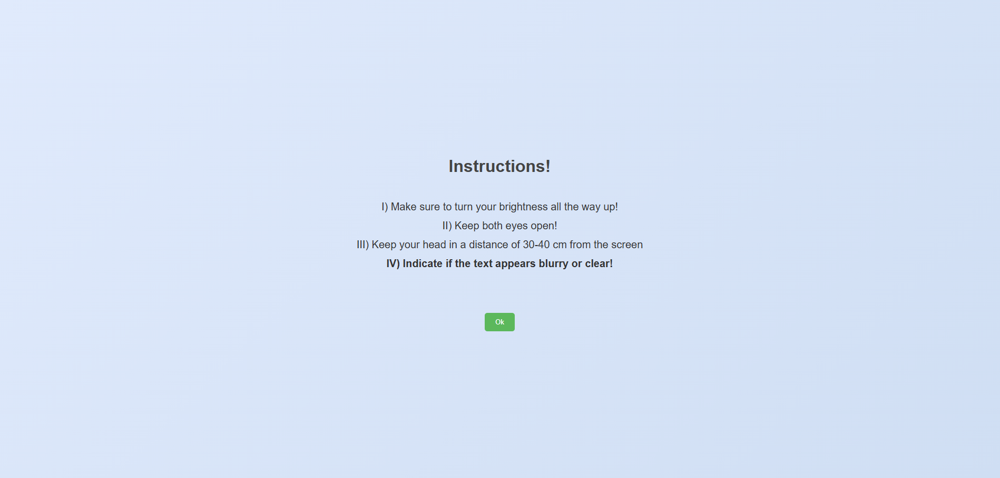 Instructions!
I) Make sure to turn your brightness all the way up!
II) Keep both eyes open!
III) Keep your head in a distance of 30-40 cm from the screen
IV) Indicate if the text appears blurry or clear!
Ok